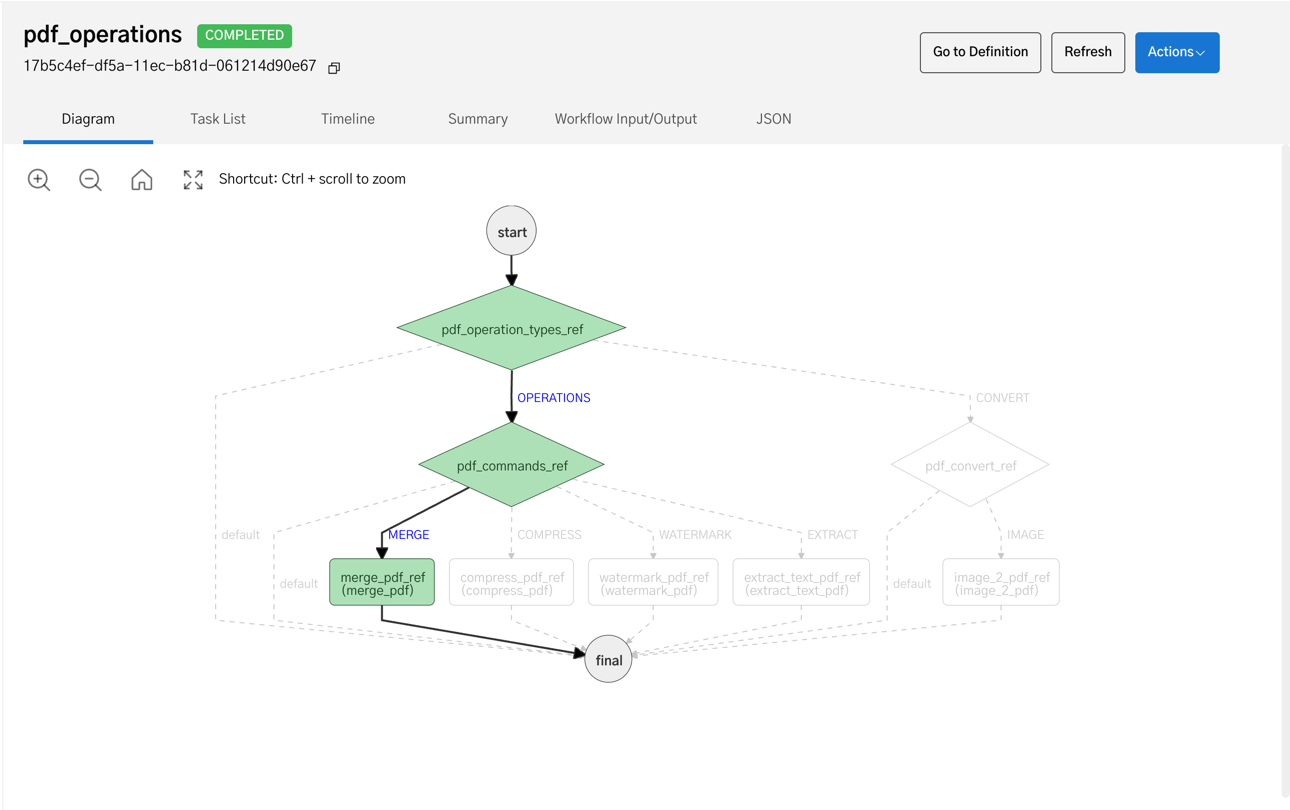 pdf_operations COMPLETED
17b5c4ef-df5a-11ec-b81d-061214d90e67
Go to Definition Refresh Actions
Diagram Task List Timeline Summary Workflow Input/Output JSON
Shortcut: Ctrl + scroll to zoom
start
pdf_operation_types_ref
OPERATIONS CONVERT
pdf_commands_ref pdf_convert_ref
default MERGE COMPRESS WATERMARK EXTRACT IMAGE
default default
merge_pdf_ref
(merge_pdf)
compress_pdf_ref
(compress_pdf)
watermark_pdf_ref
(watermark_pdf)
extract_text_pdf_ref
(extract_text_pdf)
image_2_pdf_ref
(image_2_pdf)
final